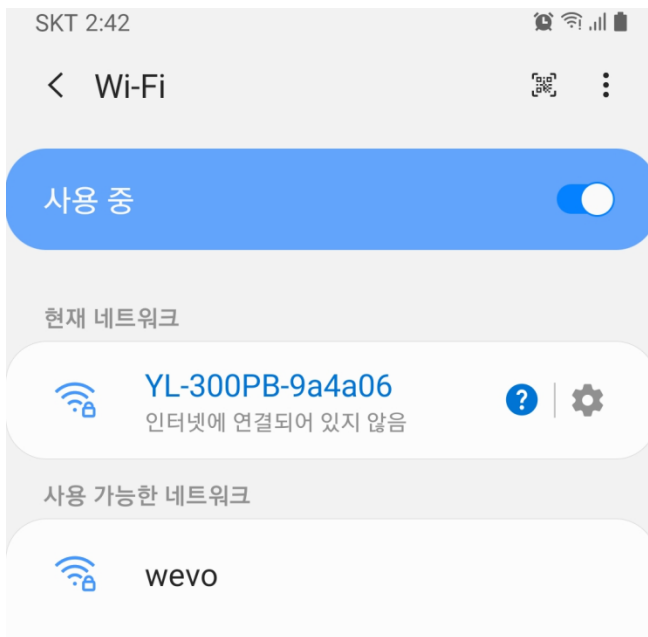 SKT 2:42
Wi-Fi
사용 중
현재 네트워크
YL-300PB-9a4a06
인터넷에 연결되어 있지 않음
?
사용 가능한 네트워크
wevo